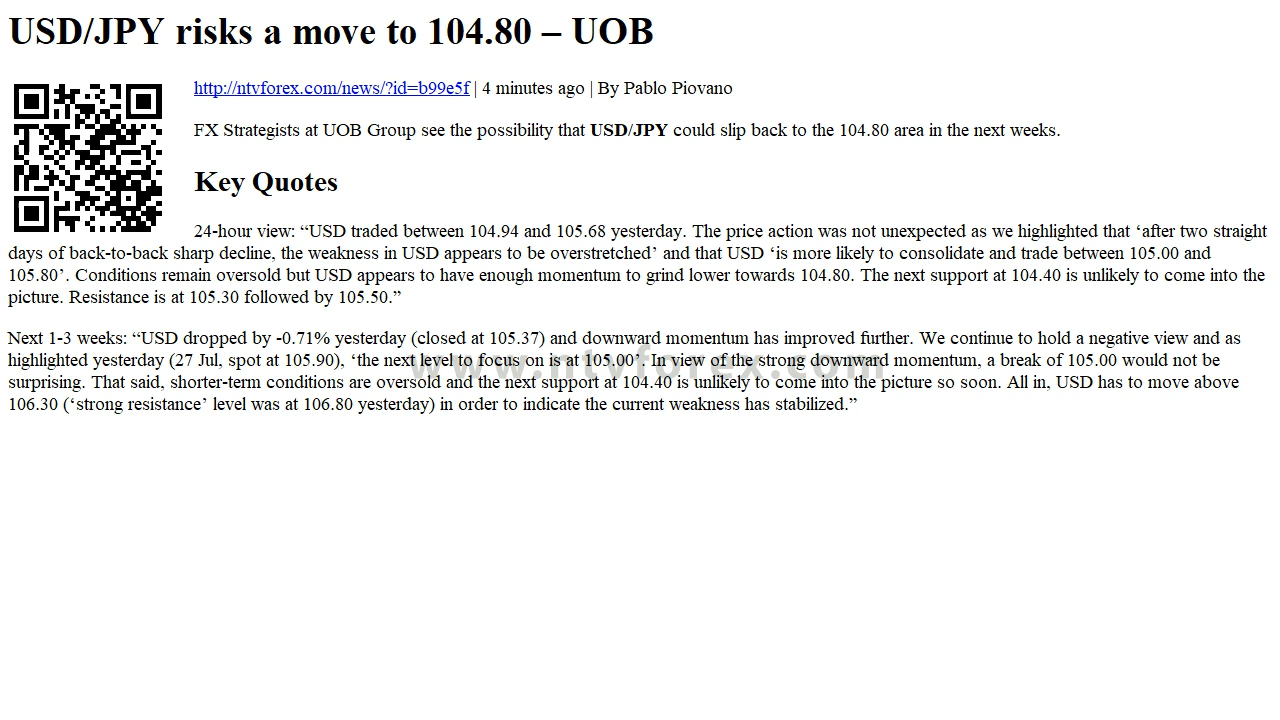 USD/JPY risks a move to 104.80 – UOB
http://ntvforex.com/news/?id=b99e5f | 4 minutes ago | By Pablo Piovano
FX Strategists at UOB Group see the possibility that USD/JPY could slip back to the 104.80 area in the next weeks.
Key Quotes
24-hour view: “USD traded between 104.94 and 105.68 yesterday. The price action was not unexpected as we highlighted that ‘after two straight
days of back-to-back sharp decline, the weakness in USD appears to be overstretched’ and that USD ‘is more likely to consolidate and trade between 105.00 and
105.80’. Conditions remain oversold but USD appears to have enough momentum to grind lower towards 104.80. The next support at 104.40 is unlikely to come into the
picture. Resistance is at 105.30 followed by 105.50.”
Next 1-3 weeks: “USD dropped by -0.71% yesterday (closed at 105.37) and downward momentum has improved further. We continue to hold a negative view and as
highlighted yesterday (27 Jul, spot at 105.90), ‘the next level to focus on is at 105.00’ In view of the strong downward momentum, a break of 105.00 would not be
surprising. That said, shorter-term conditions are oversold and the next support at 104.40 is unlikely to come into the picture so soon. All in, USD has to move above
106.30 (‘strong resistance’ level was at 106.80 yesterday) in order to indicate the current weakness has stabilized.”
www.ntvforex.com